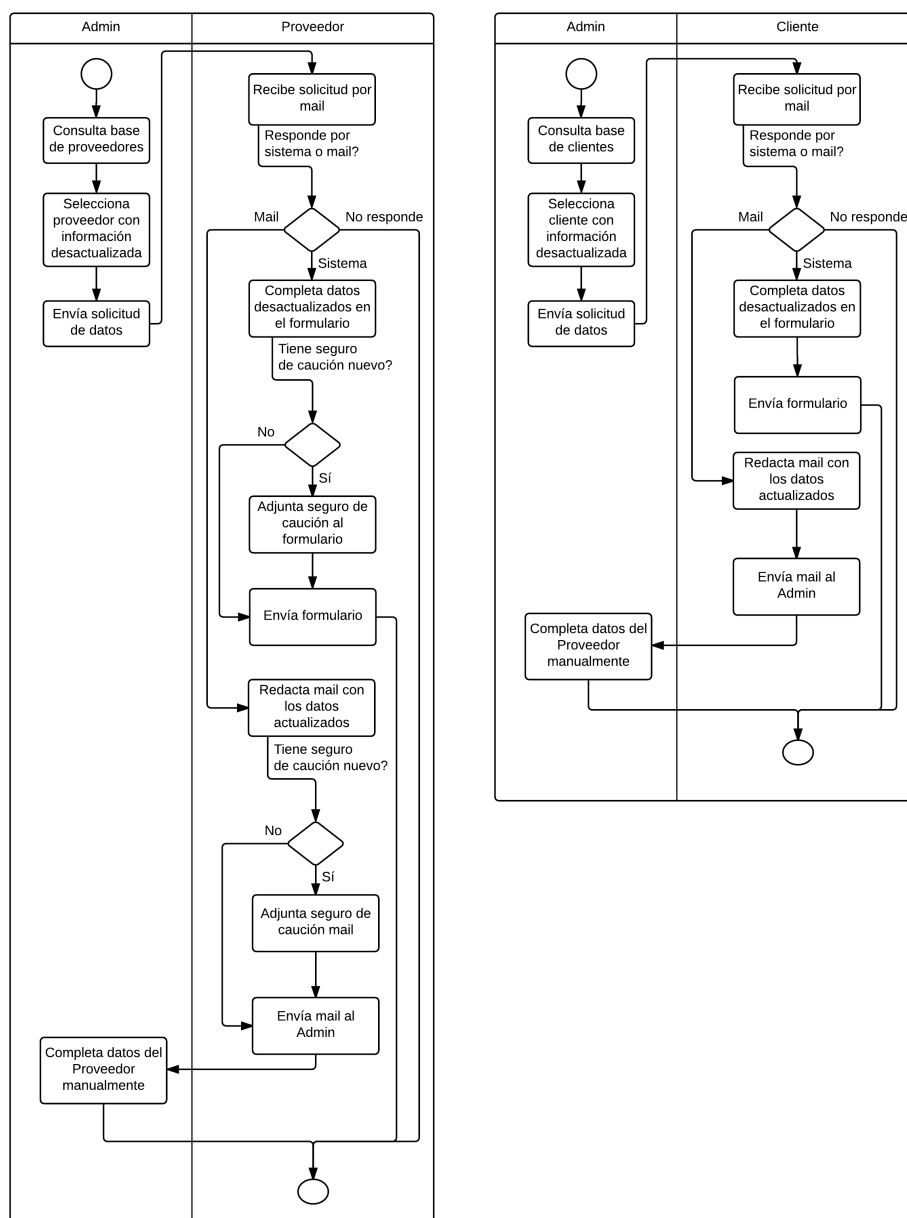 Admin
Proveedor
Recibe solicitud por
mail
Consulta base
de proveedores
Responde por
sistema o mail?
Selecciona
proveedor con
información
desactualizada
Mail
No responde
Sistema
Envía solicitud
de datos
Completa datos
desactualizados en
el formulario
Tiene seguro
de caución nuevo?
No
Sí
Adjunta seguro de
caución al
formulario
Envía formulario
Redacta mail con
los datos
actualizados
Tiene seguro
de caución nuevo?
No
Sí
Adjunta seguro de
caución mail
Envía mail al
Admin
Completa datos del
Proveedor
manualmente
Admin
Cliente
Recibe solicitud por
mail
Consulta base
de clientes
Responde por
sistema o mail?
Selecciona
cliente con
información
desactualizada
Mail
No responde
Sistema
Envía solicitud
de datos
Completa datos
desactualizados en
el formulario
Envía formulario
Redacta mail con
los datos
actualizados
Envía mail al
Admin
Completa datos del
Proveedor
manualmente